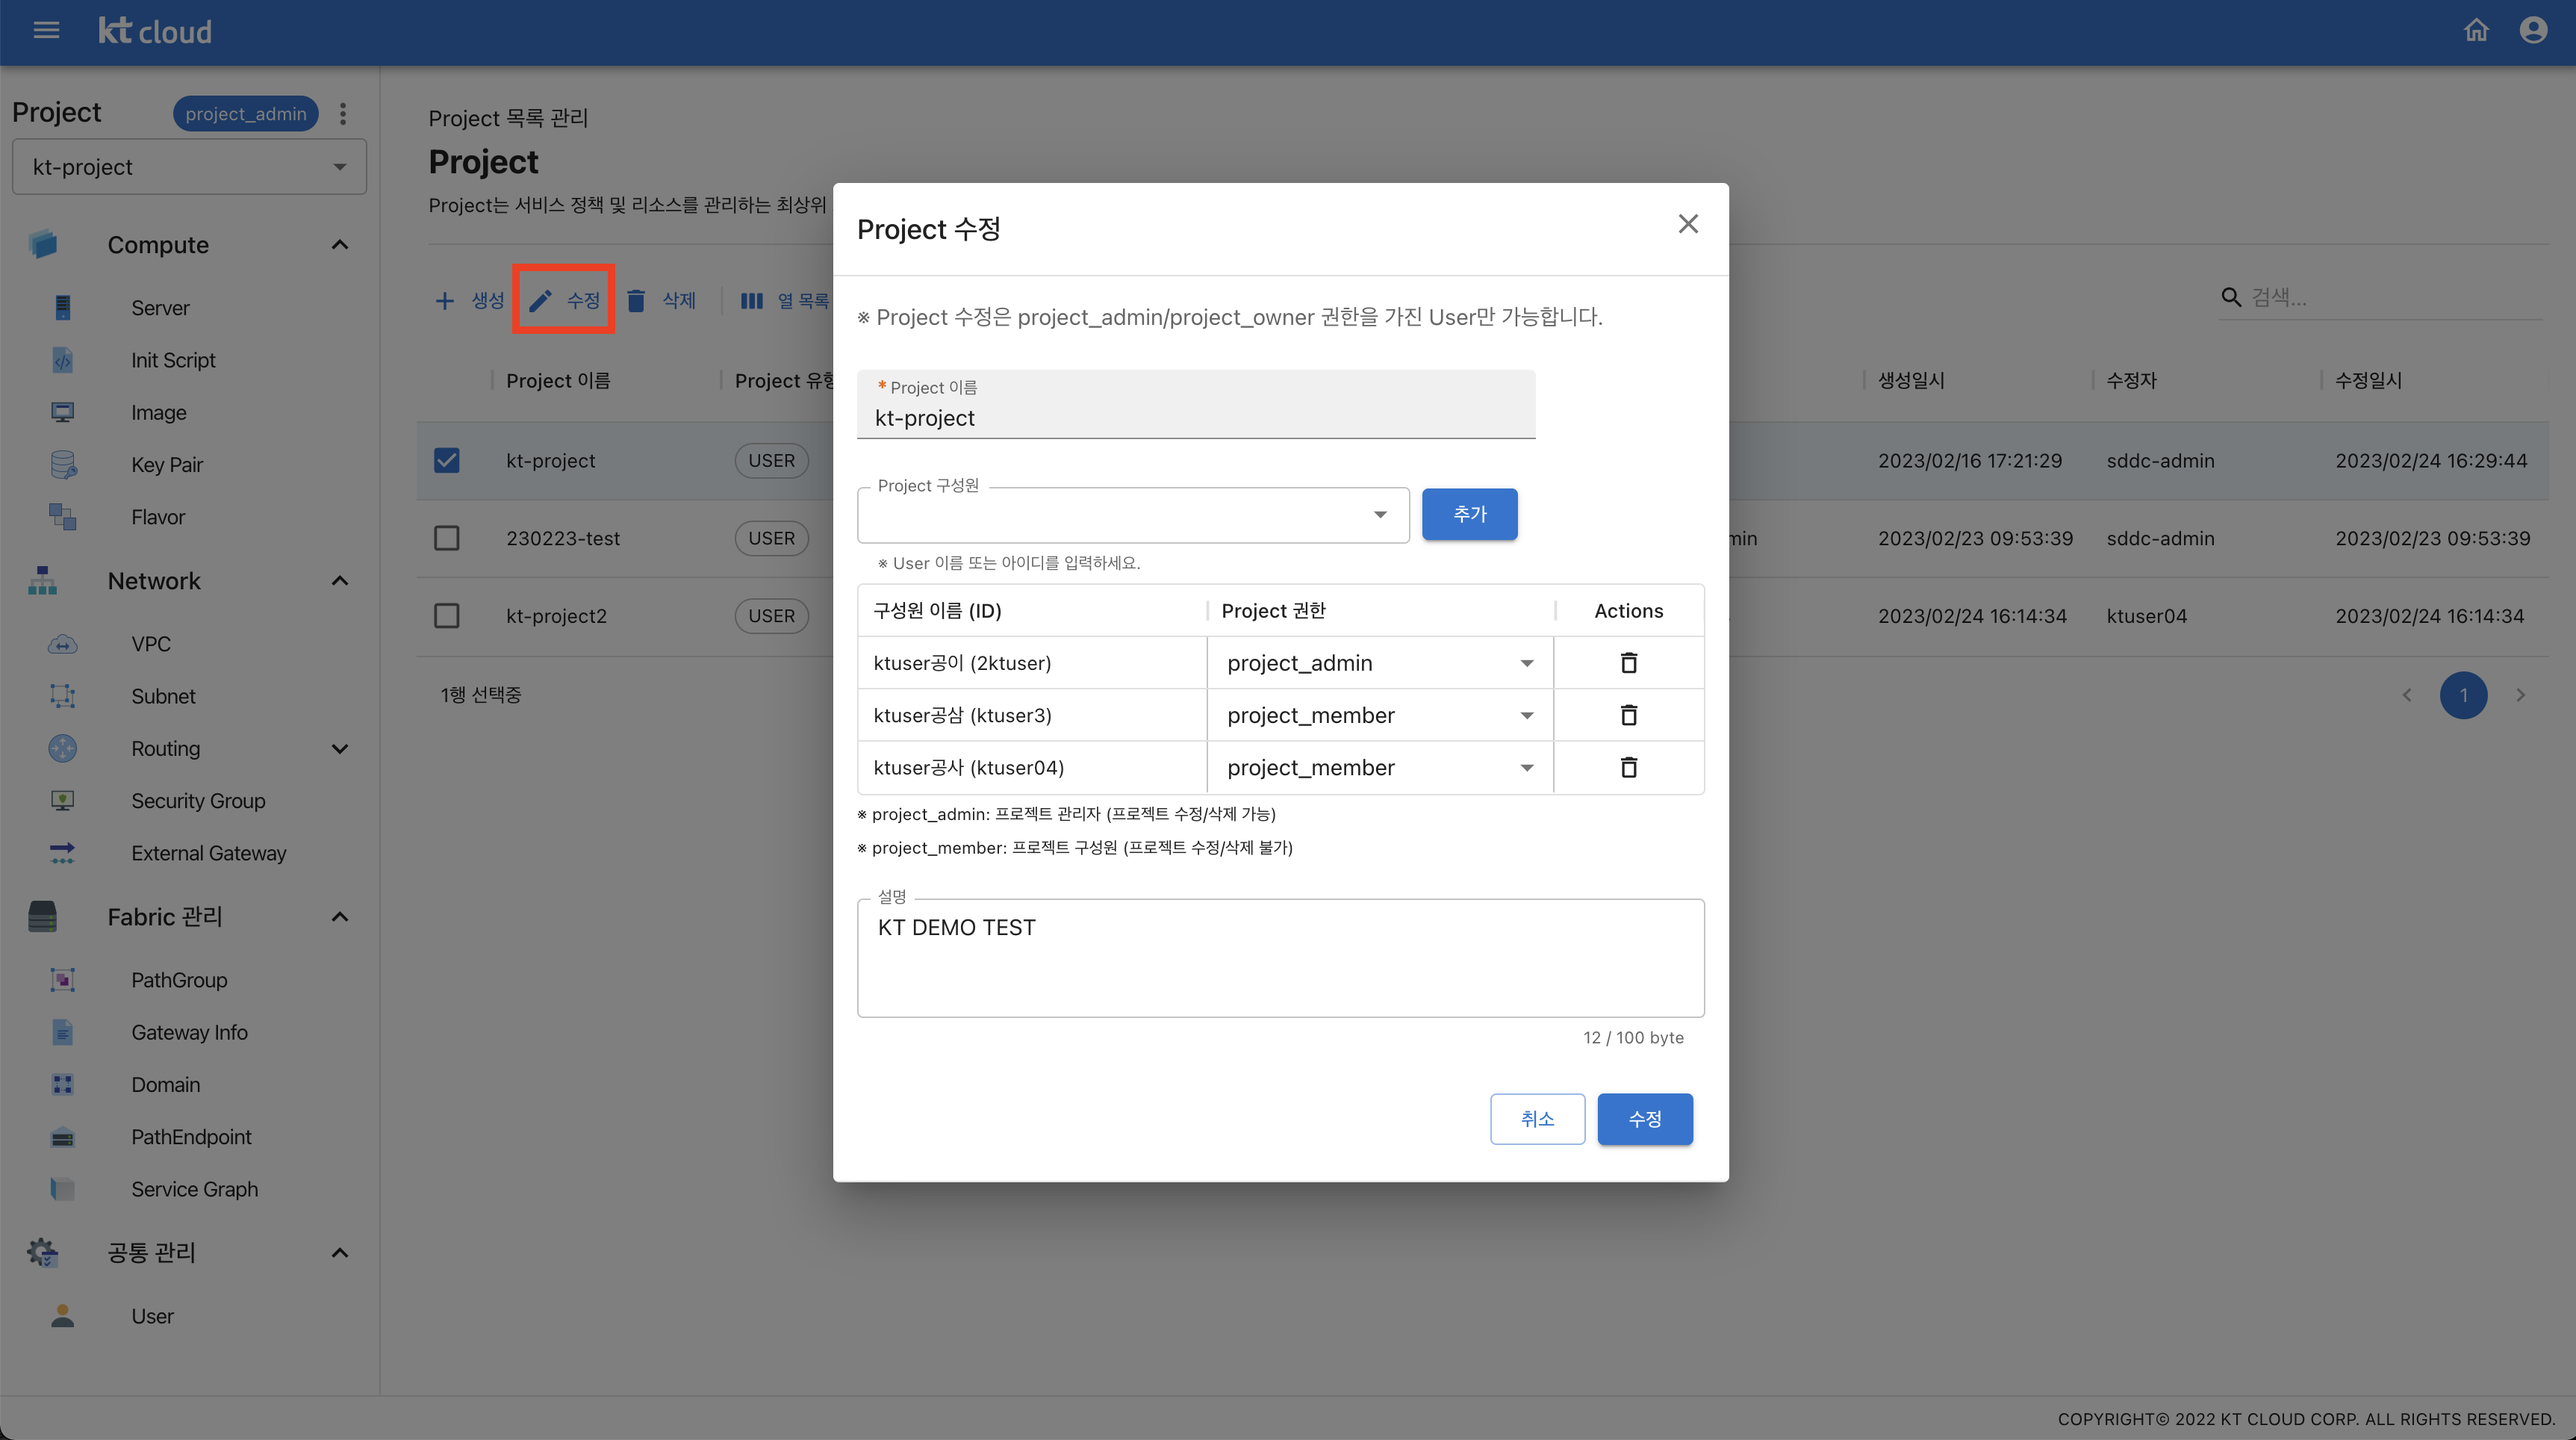 kt cloud
Project
project_admin
kt-project
Compute
Server
Init Script
Image
Key Pair
Flavor
Network
VPC
Subnet
Routing
Security Group
External Gateway
Fabric 관리
PathGroup
Gateway Info
Domain
PathEndpoint
Service Graph
공통 관리
User
Project 목록 관리
Project
Project는 서비스 정책 및 리소스를 관리하는 최상위
생성 수정 삭제 열 목록
검색...
Project 이름 Project 유형 생성일시 수정자 수정일시
kt-project USER 2023/02/16 17:21:29 sddc-admin 2023/02/24 16:29:44
230223-test USER min 2023/02/23 09:53:39 sddc-admin 2023/02/23 09:53:39
kt-project2 USER 2023/02/24 16:14:34 ktuser04 2023/02/24 16:14:34
1행 선택중
1
Project 수정
※ Project 수정은 project_admin/project_owner 권한을 가진 User만 가능합니다.
* Project 이름
kt-project
Project 구성원
추가
※ User 이름 또는 아이디를 입력하세요.
구성원 이름 (ID) Project 권한 Actions
ktuser공이 (2ktuser) project_admin
ktuser공삼 (ktuser3) project_member
ktuser공사 (ktuser04) project_member
※ project_admin: 프로젝트 관리자 (프로젝트 수정/삭제 가능)
※ project_member: 프로젝트 구성원 (프로젝트 수정/삭제 불가)
설명
KT DEMO TEST
12 / 100 byte
취소 수정
COPYRIGHT© 2022 KT CLOUD CORP. ALL RIGHTS RESERVED.